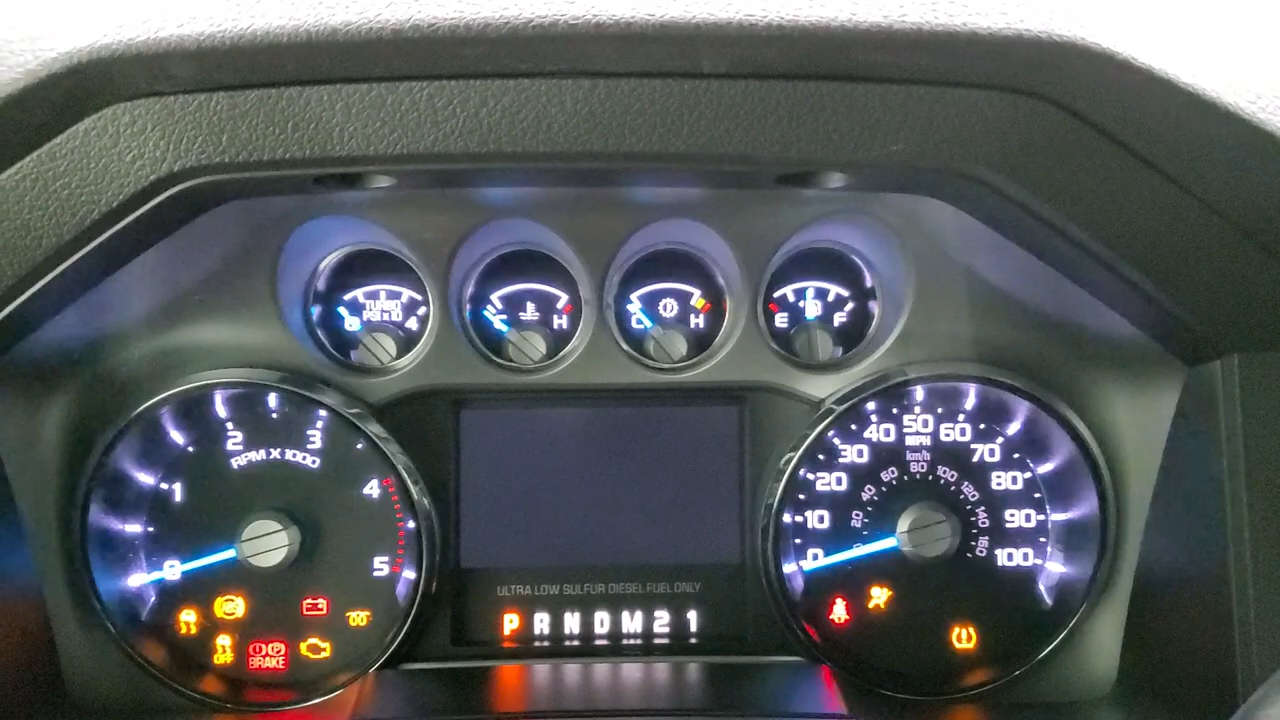 TURBO
PSI x 10
0 4
C H
C H
E F
0 1 2 3 4 5
RPM X 1000
ABS
OFF
P
BRAKE
ULTRA LOW SULFUR DIESEL FUEL ONLY
P R N D M 2 1
0 10 20 30 40 50 60 70 80 90 100
MPH
km/h
20 40 60 80 100 120 140 160